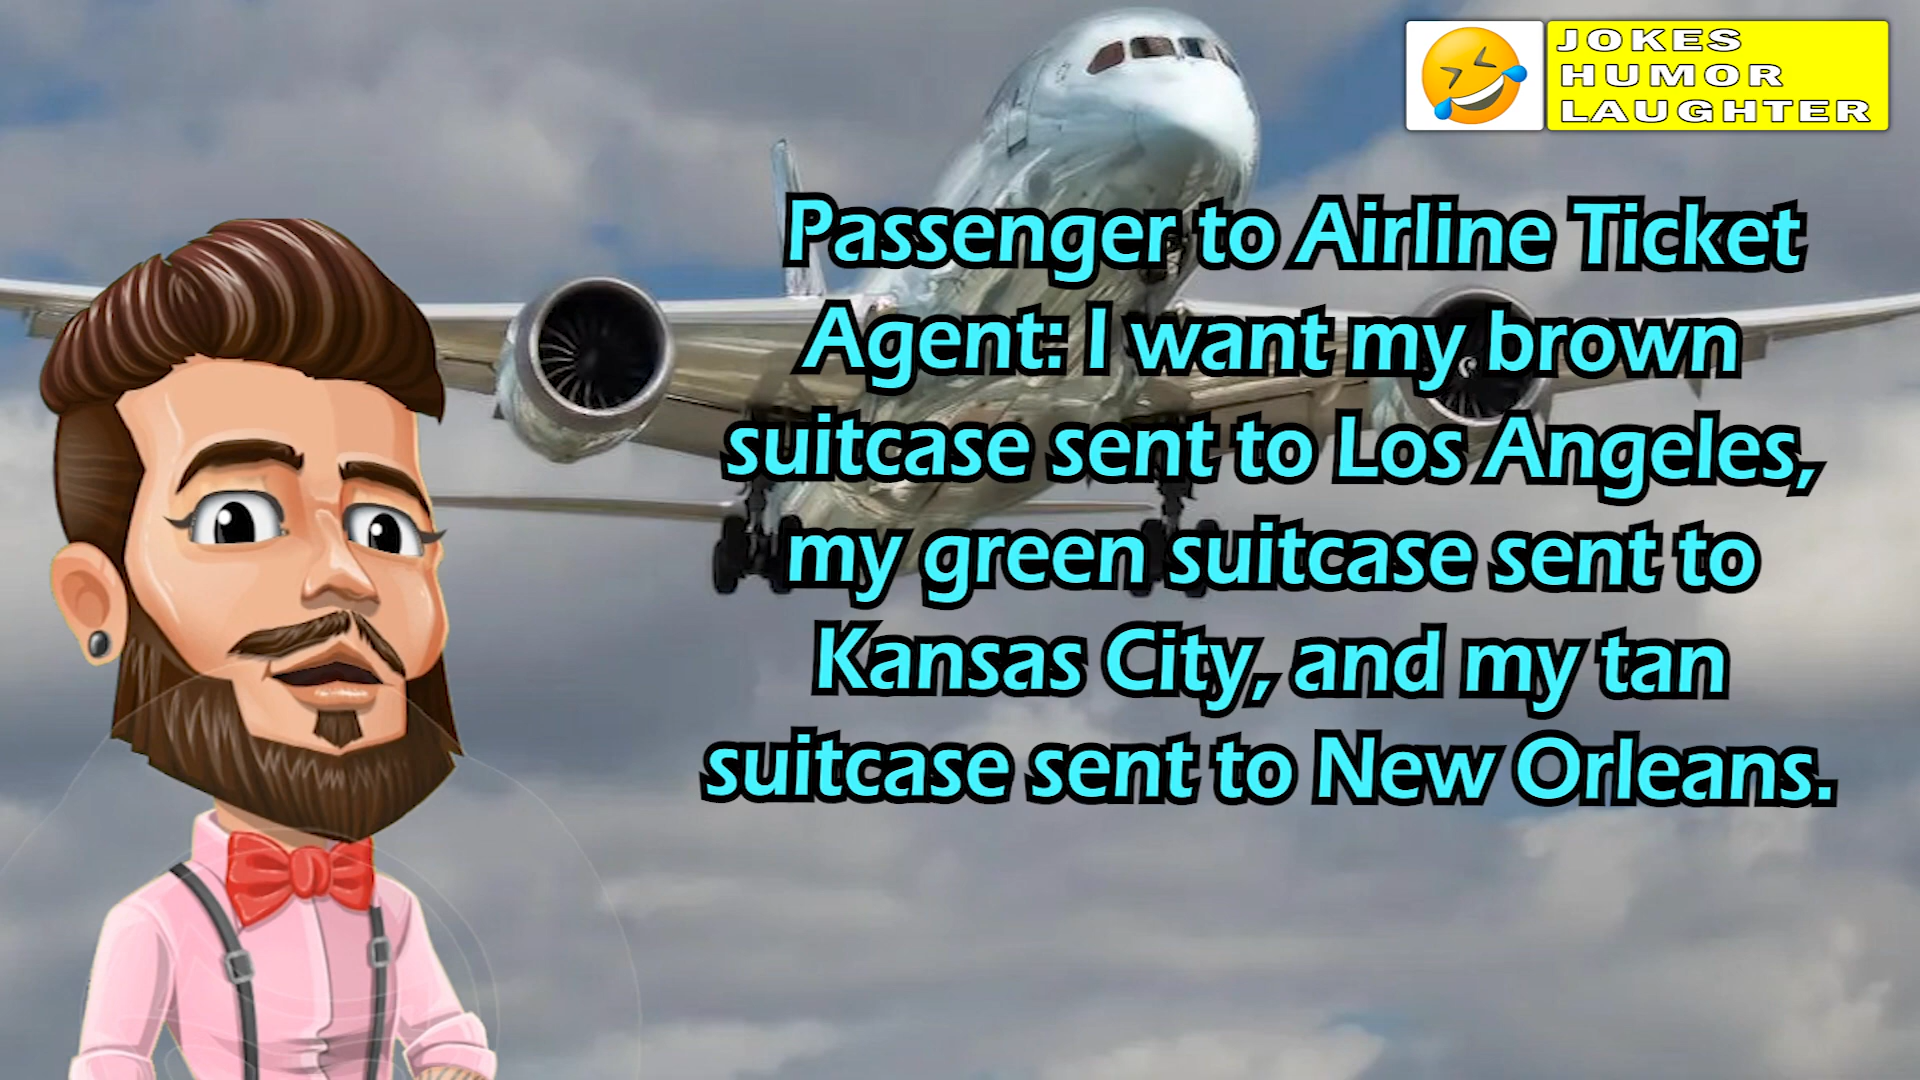 JOKES
HUMOR
LAUGHTER
Passenger to Airline Ticket
Agent: I want my brown
suitcase sent to Los Angeles,
my green suitcase sent to
Kansas City, and my tan
suitcase sent to New Orleans.